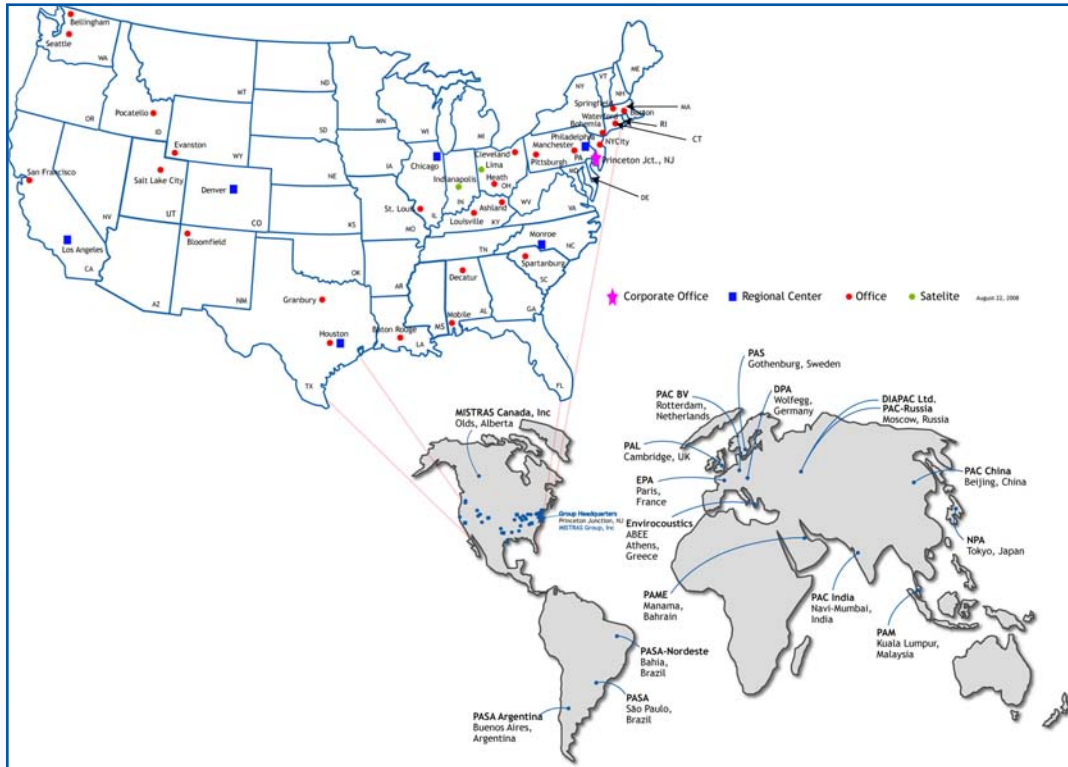 Bellingham
Seattle
WA
ME
MT
ND
VT
NH
NY
MN
Springfield
MA
OR
Pocatello
ID
WI
MI
Waterford
Boston
RI
Bohemia
CT
SD
Philadelphia
Evanston
WY
Manchester
NYCity
Cleveland
PA
Chicago
Lima
Pittsburgh
Princeton Jct., NJ
IA
San Francisco
Salt Lake City
NE
Indianapolis
Heath
MD
OH
Denver
IN
DE
UT
St. Louis
IL
Ashland
WV
VA
NV
CO
KS
MO
Louisville
KY
Monroe
Bloomfield
Los Angeles
TN
NC
CA
OK
Spartanburg
Decatur
SC
AR
AZ
NM
Granbury
Corporate Office
Regional Center
Office
Satelite
August 22, 2008
Mobile
AL
GA
MS
Houston
Baton Rouge
LA
TX
FL
PAS
Gothenburg, Sweden
PAC BV
Rotterdam,
Netherlands
DPA
Wolfegg,
Germany
DIAPAC Ltd.
PAC-Russia
Moscow, Russia
MISTRAS Canada, Inc
Olds, Alberta
PAL
Cambridge, UK
PAC China
Beijing, China
EPA
Paris,
France
Group Headquarters
Princeton Junction, NJ
MISTRAS Group, Inc.
Envirocoustics
ABEE
Athens,
Greece
NPA
Tokyo, Japan
PAME
Manama,
Bahrain
PAC India
Navi-Mumbai,
India
PAM
Kuala Lumpur,
Malaysia
PASA-Nordeste
Bahia,
Brazil
PASA
São Paulo,
Brazil
PASA Argentina
Buenos Aires,
Argentina